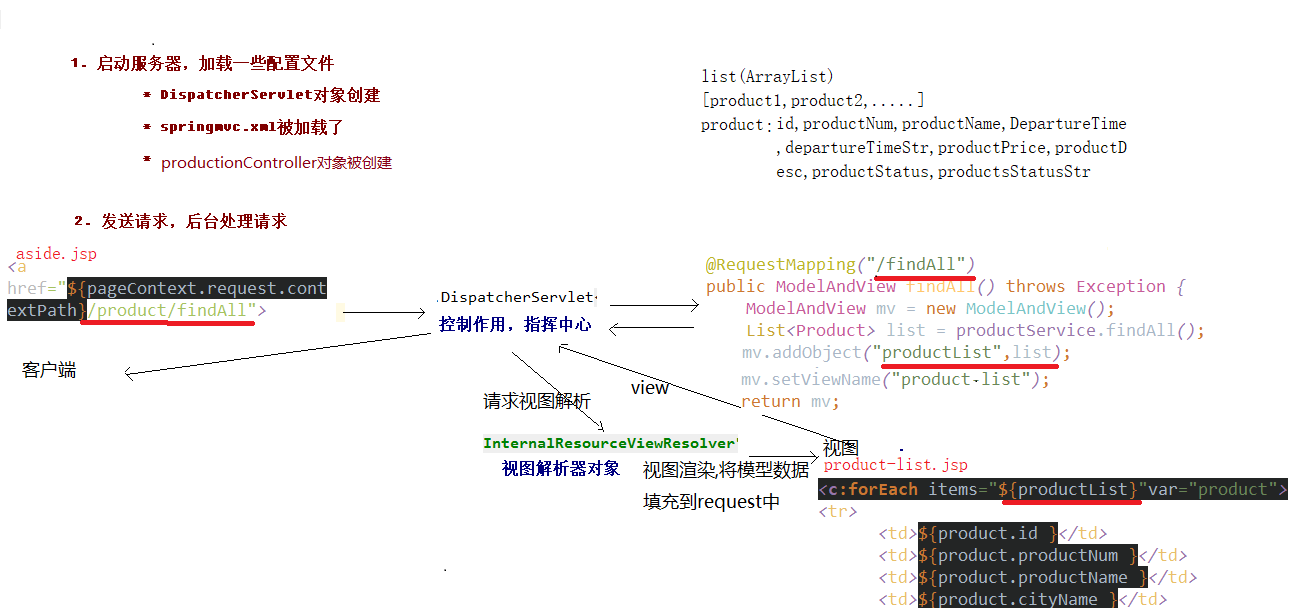 1. 启动服务器，加载一些配置文件
* DispatcherServlet对象创建
* springmvc.xml被加载了
* productionController对象被创建
list(ArrayList)
[product1,product2,.....]
product：id,productNum,productName,DepartureTime
,departureTimeStr,productPrice,productD
esc,productStatus,productsStatusStr
2. 发送请求，后台处理请求
aside.jsp
<a
href="${pageContext.request.cont
extPath}/product/findAll">
客户端
.DispatcherServlet
控制作用，指挥中心
@RequestMapping("/findAll")
public ModelAndView findAll() throws Exception {
ModelAndView mv = new ModelAndView();
List<Product> list = productService.findAll();
mv.addObject("productList",list);
mv.setViewName("product-list");
return mv;
请求视图解析
view
InternalResourceViewResolver"
视图解析器对象
视图渲染,将模型数据
填充到request中
视图
product-list.jsp
<c:forEach items="${productList}"var="product">
<tr>
<td>${product.id }</td>
<td>${product.productNum }</td>
<td>${product.productName }</td>
<td>${product.cityName }</td>